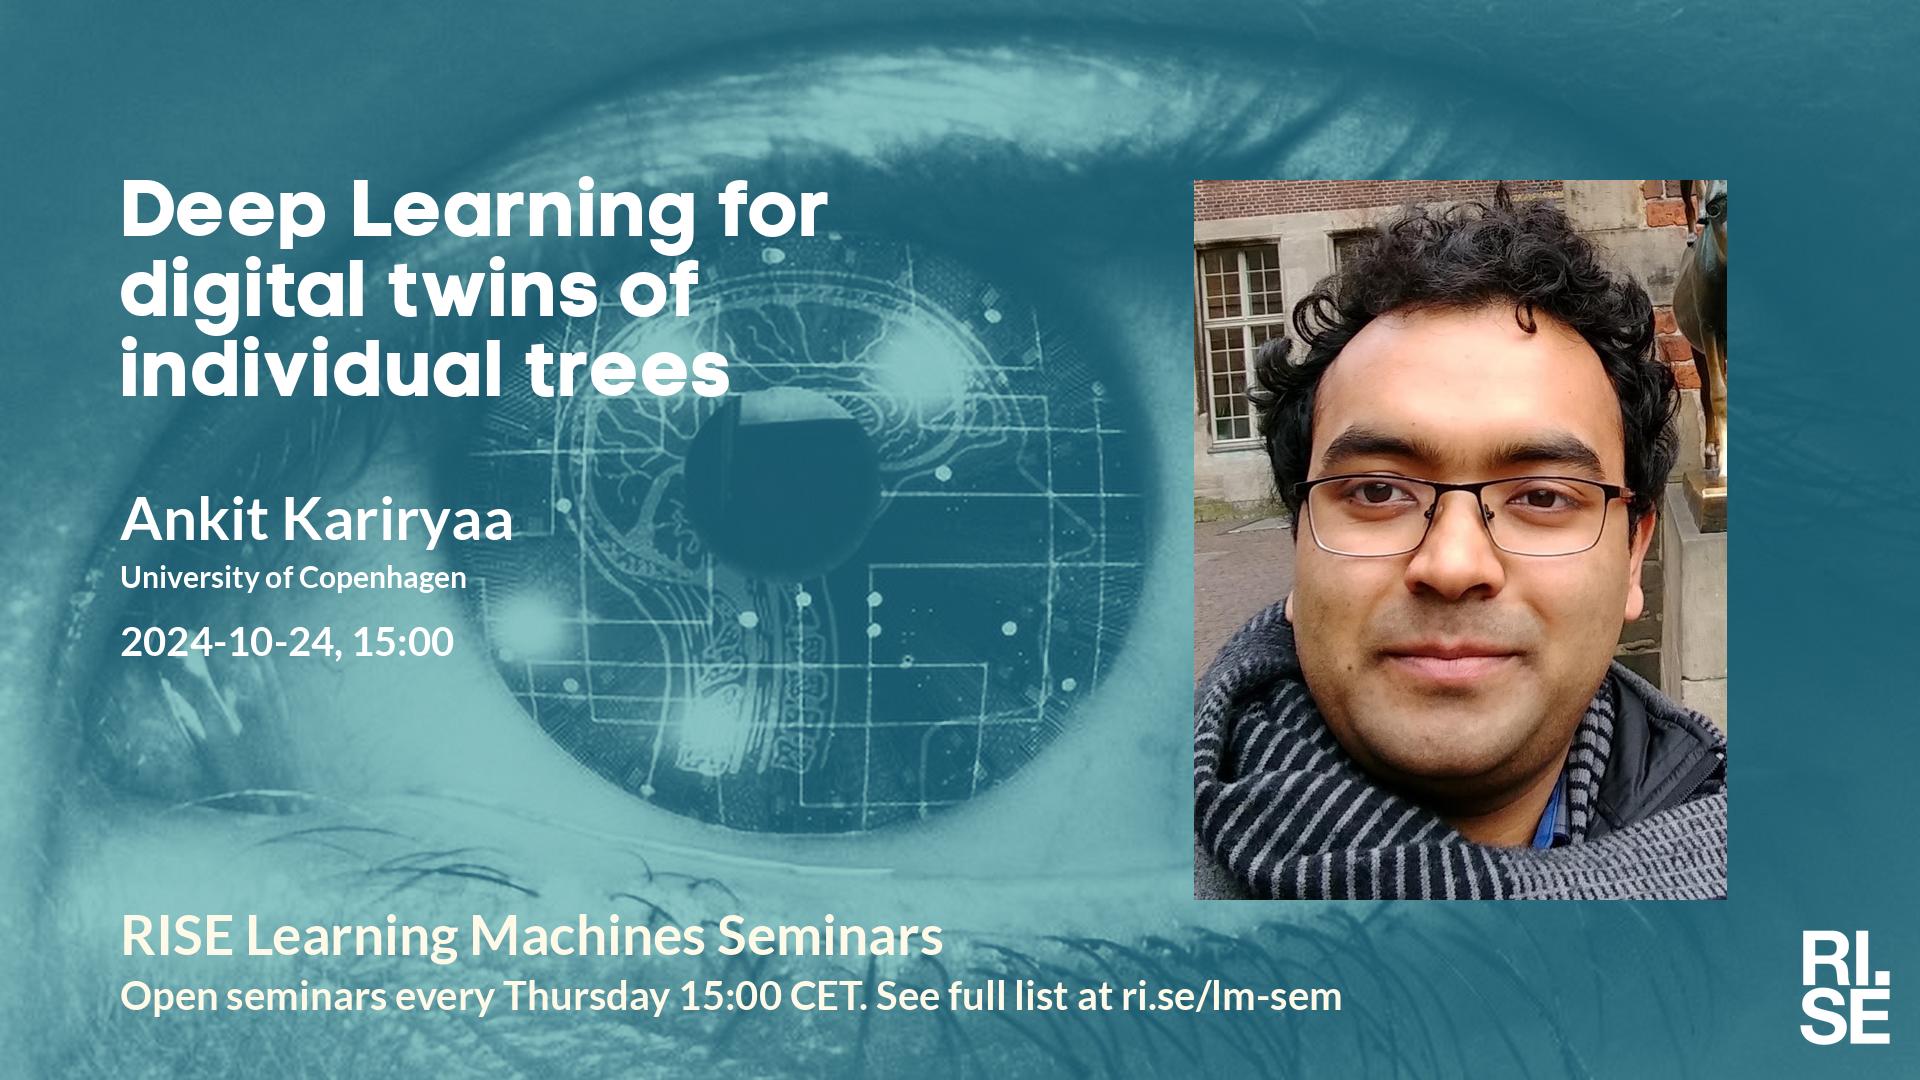 Deep Learning for
digital twins of
individual trees
Ankit Kariryaa
University of Copenhagen
2024-10-24, 15:00
RISE Learning Machines Seminars
Open seminars every Thursday 15:00 CET. See full list at ri.se/lm-sem
RI.
SE